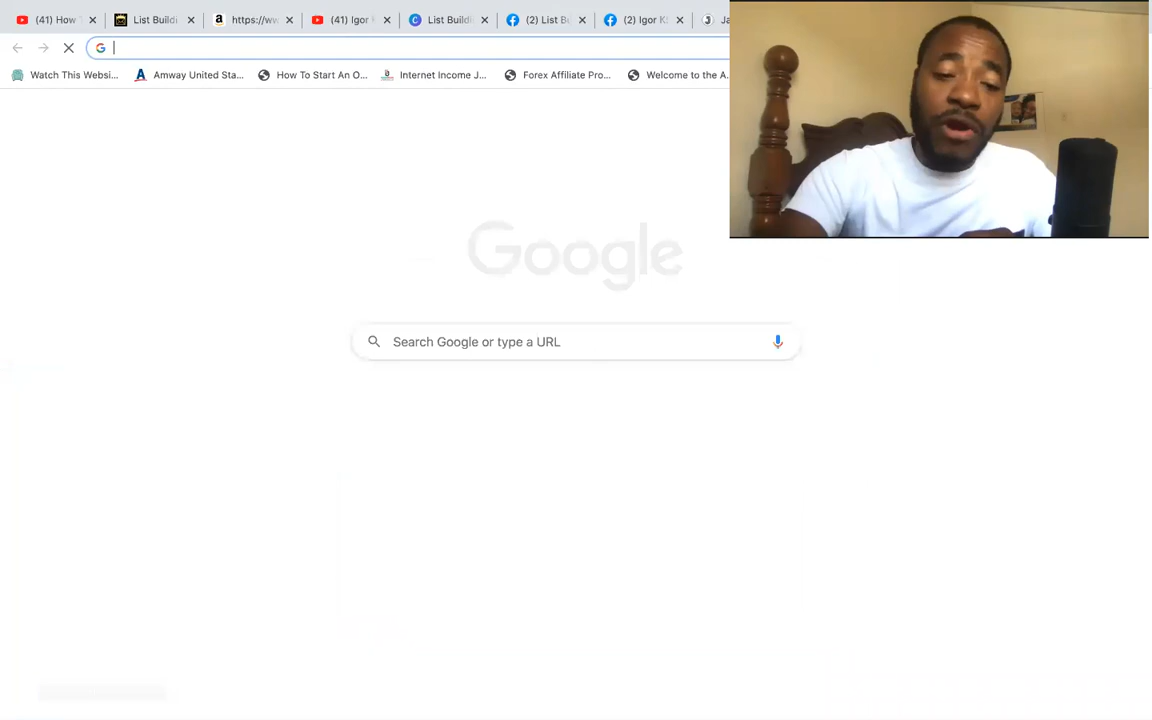 (41) How List Buildi https://ww (41) Igor List Buildi (2) List Bu (2) Igor Ks Ja
Watch This Websi... Amway United Sta... How To Start An O... Internet Income J... Forex Affiliate Pro... Welcome to the A.
Google
Search Google or type a URL